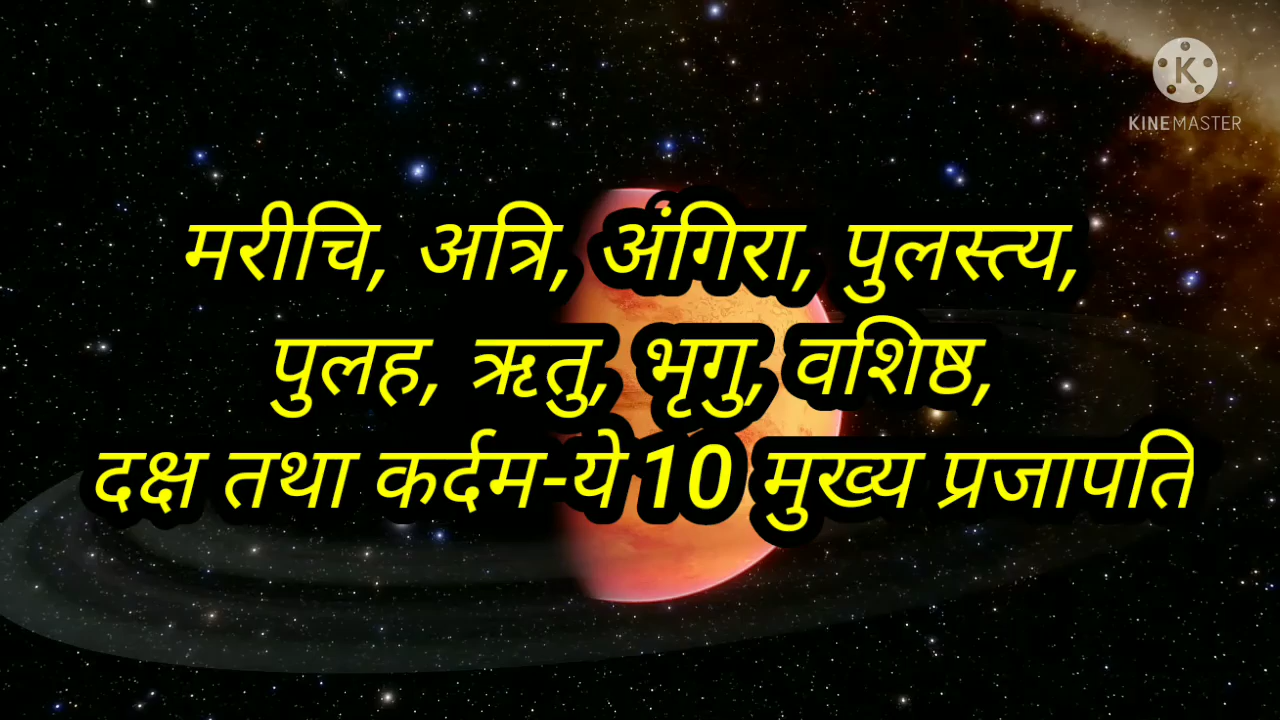 KINEMASTER
मरीचि, अत्रि, अंगिरा, पुलस्त्य,
पुलह, ऋतु, भृगु, वशिष्ठ,
दक्ष तथा कर्दम-ये 10 मुख्य प्रजापति